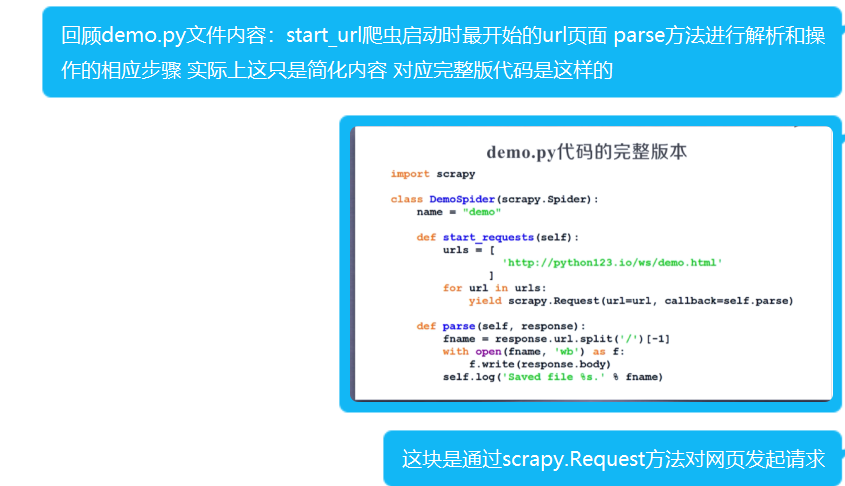 回顾demo.py文件内容：start_url爬虫启动时最开始的url页面 parse方法进行解析和操
作的相应步骤 实际上这只是简化内容 对应完整版代码是这样的
demo.py代码的完整版本
import scrapy
class DemoSpider(scrapy.Spider):
    name = "demo"
    def start_requests(self):
        urls = [
                'http://python123.io/ws/demo.html'
               ]
        for url in urls:
            yield scrapy.Request(url=url, callback=self.parse)
    def parse(self, response):
        fname = response.url.split('/')[-1]
        with open(fname, 'wb') as f:
            f.write(response.body)
        self.log('Saved file %s.' % fname)
这块是通过scrapy.Request方法对网页发起请求